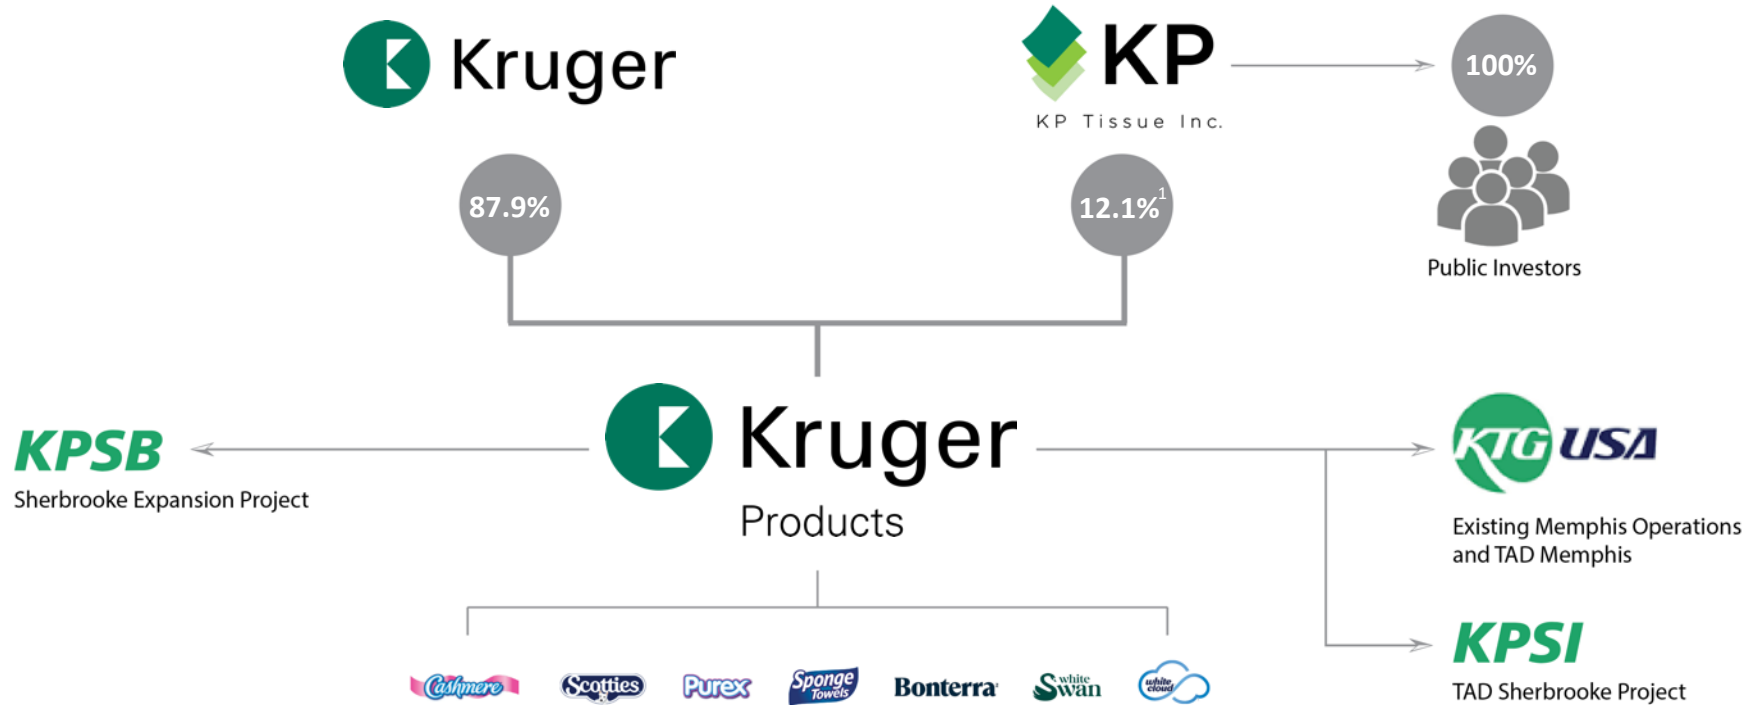 Kruger
KP
KP Tissue Inc.
100%
87.9%
12.1%1
Public Investors
KPSB
Sherbrooke Expansion Project
Kruger
Products
KTG USA
Existing Memphis Operations
and TAD Memphis
KPSI
TAD Sherbrooke Project
Cashmere
Scotties
Purex
Sponge
Towels
Bonterra
white
Swan
white
cloud